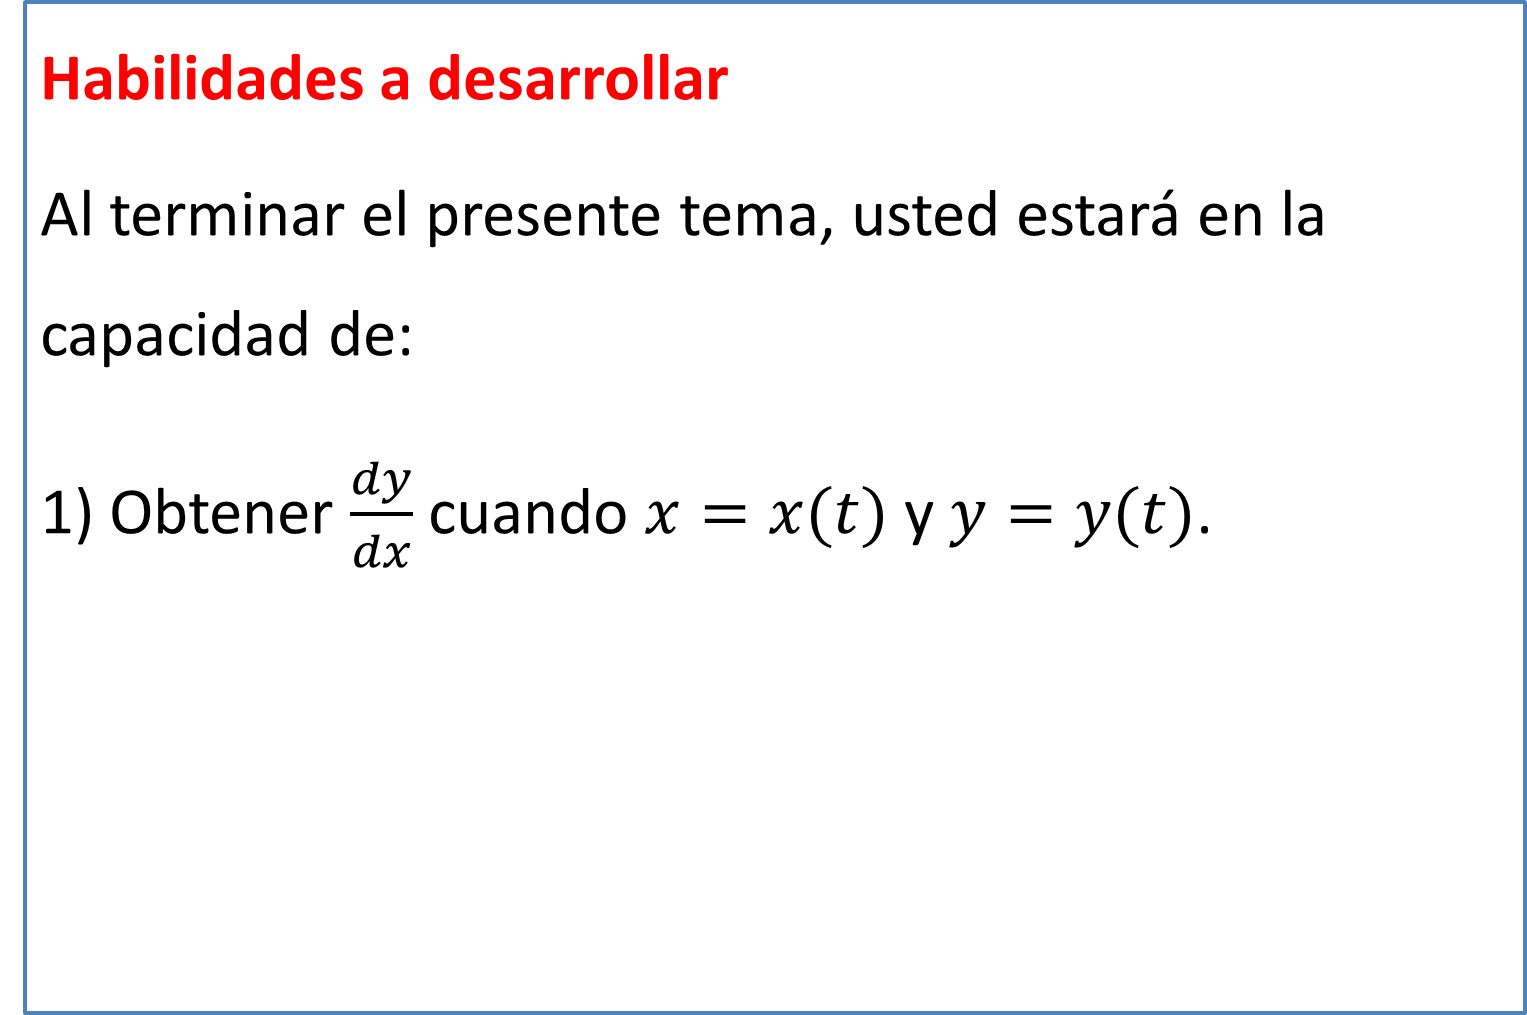 Habilidades a desarrollar
Al terminar el presente tema, usted estará en la
capacidad de:
1) Obtener dy/dx cuando x = x(t) y y = y(t).